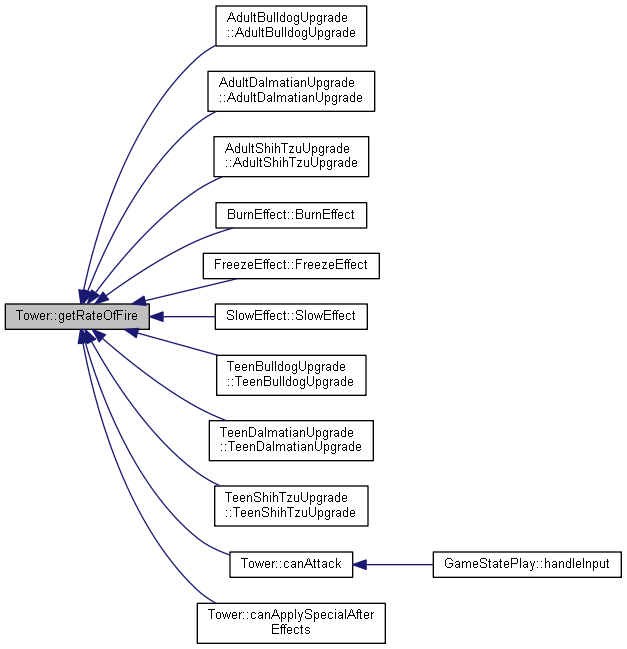 AdultBulldogUpgrade
::AdultBulldogUpgrade
AdultDalmatianUpgrade
::AdultDalmatianUpgrade
AdultShihTzuUpgrade
::AdultShihTzuUpgrade
BurnEffect::BurnEffect
FreezeEffect::FreezeEffect
Tower::getRateOfFire
SlowEffect::SlowEffect
TeenBulldogUpgrade
::TeenBulldogUpgrade
TeenDalmatianUpgrade
::TeenDalmatianUpgrade
TeenShihTzuUpgrade
::TeenShihTzuUpgrade
Tower::canAttack
GameStatePlay::handleInput
Tower::canApplySpecialAfter
Effects